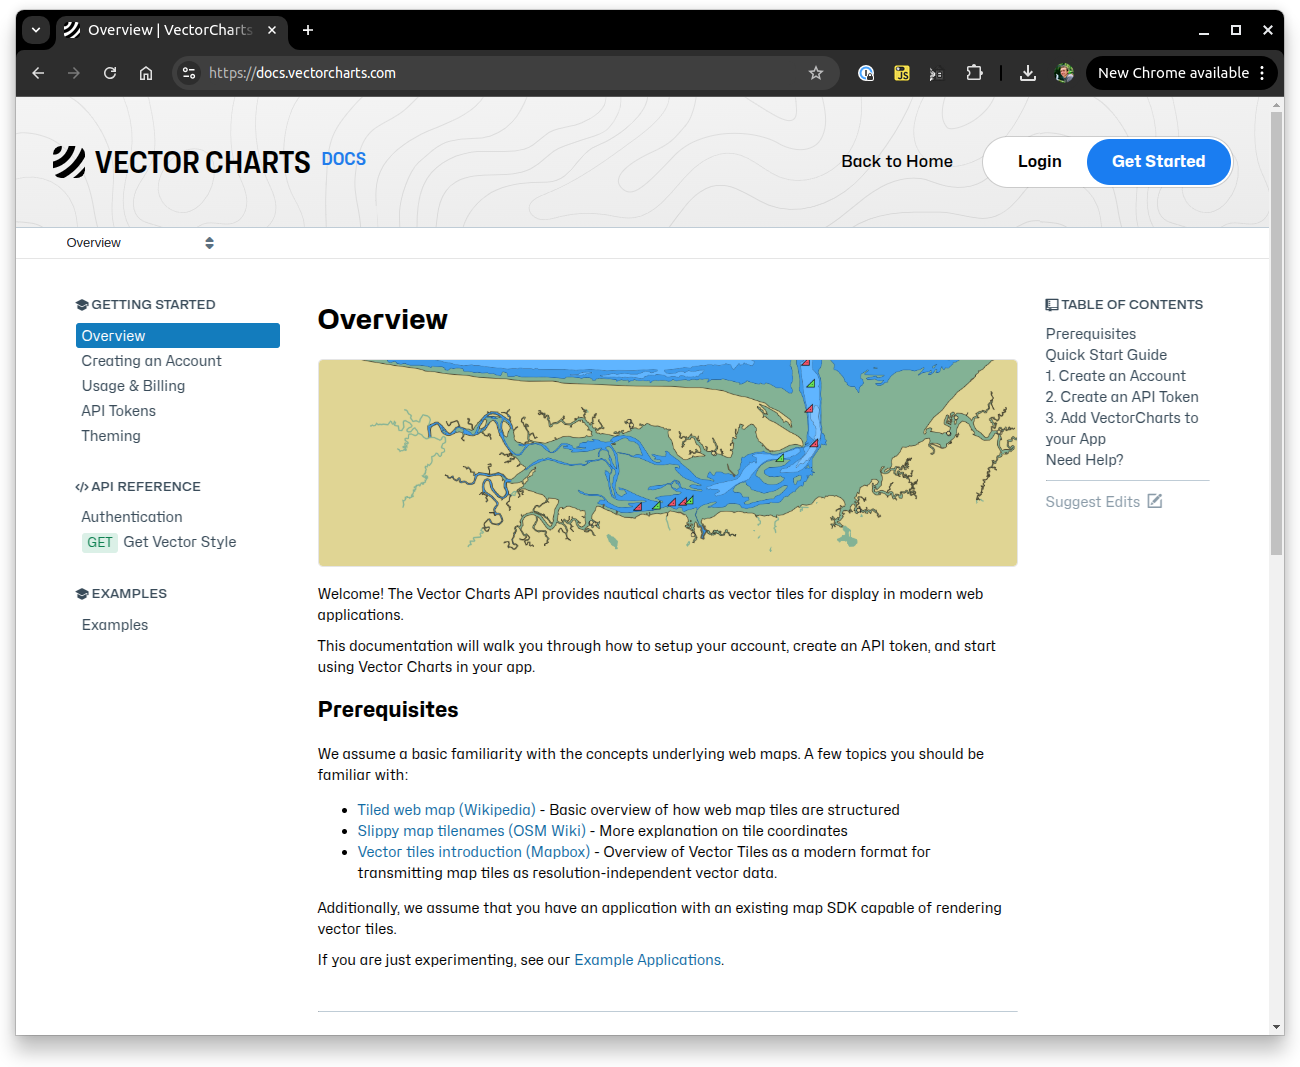 Overview | VectorCharts
https://docs.vectorcharts.com
New Chrome available
VECTOR CHARTS DOCS
Back to Home
Login
Get Started
Overview
GETTING STARTED
Overview
Creating an Account
Usage & Billing
API Tokens
Theming
API REFERENCE
Authentication
GET Get Vector Style
EXAMPLES
Examples
Overview
Welcome! The Vector Charts API provides nautical charts as vector tiles for display in modern web
applications.
This documentation will walk you through how to setup your account, create an API token, and start
using Vector Charts in your app.
Prerequisites
We assume a basic familiarity with the concepts underlying web maps. A few topics you should be
familiar with:
• Tiled web map (Wikipedia) - Basic overview of how web map tiles are structured
• Slippy map tilenames (OSM Wiki) - More explanation on tile coordinates
• Vector tiles introduction (Mapbox) - Overview of Vector Tiles as a modern format for
transmitting map tiles as resolution-independent vector data.
Additionally, we assume that you have an application with an existing map SDK capable of rendering
vector tiles.
If you are just experimenting, see our Example Applications.
TABLE OF CONTENTS
Prerequisites
Quick Start Guide
1. Create an Account
2. Create an API Token
3. Add VectorCharts to
your App
Need Help?
Suggest Edits